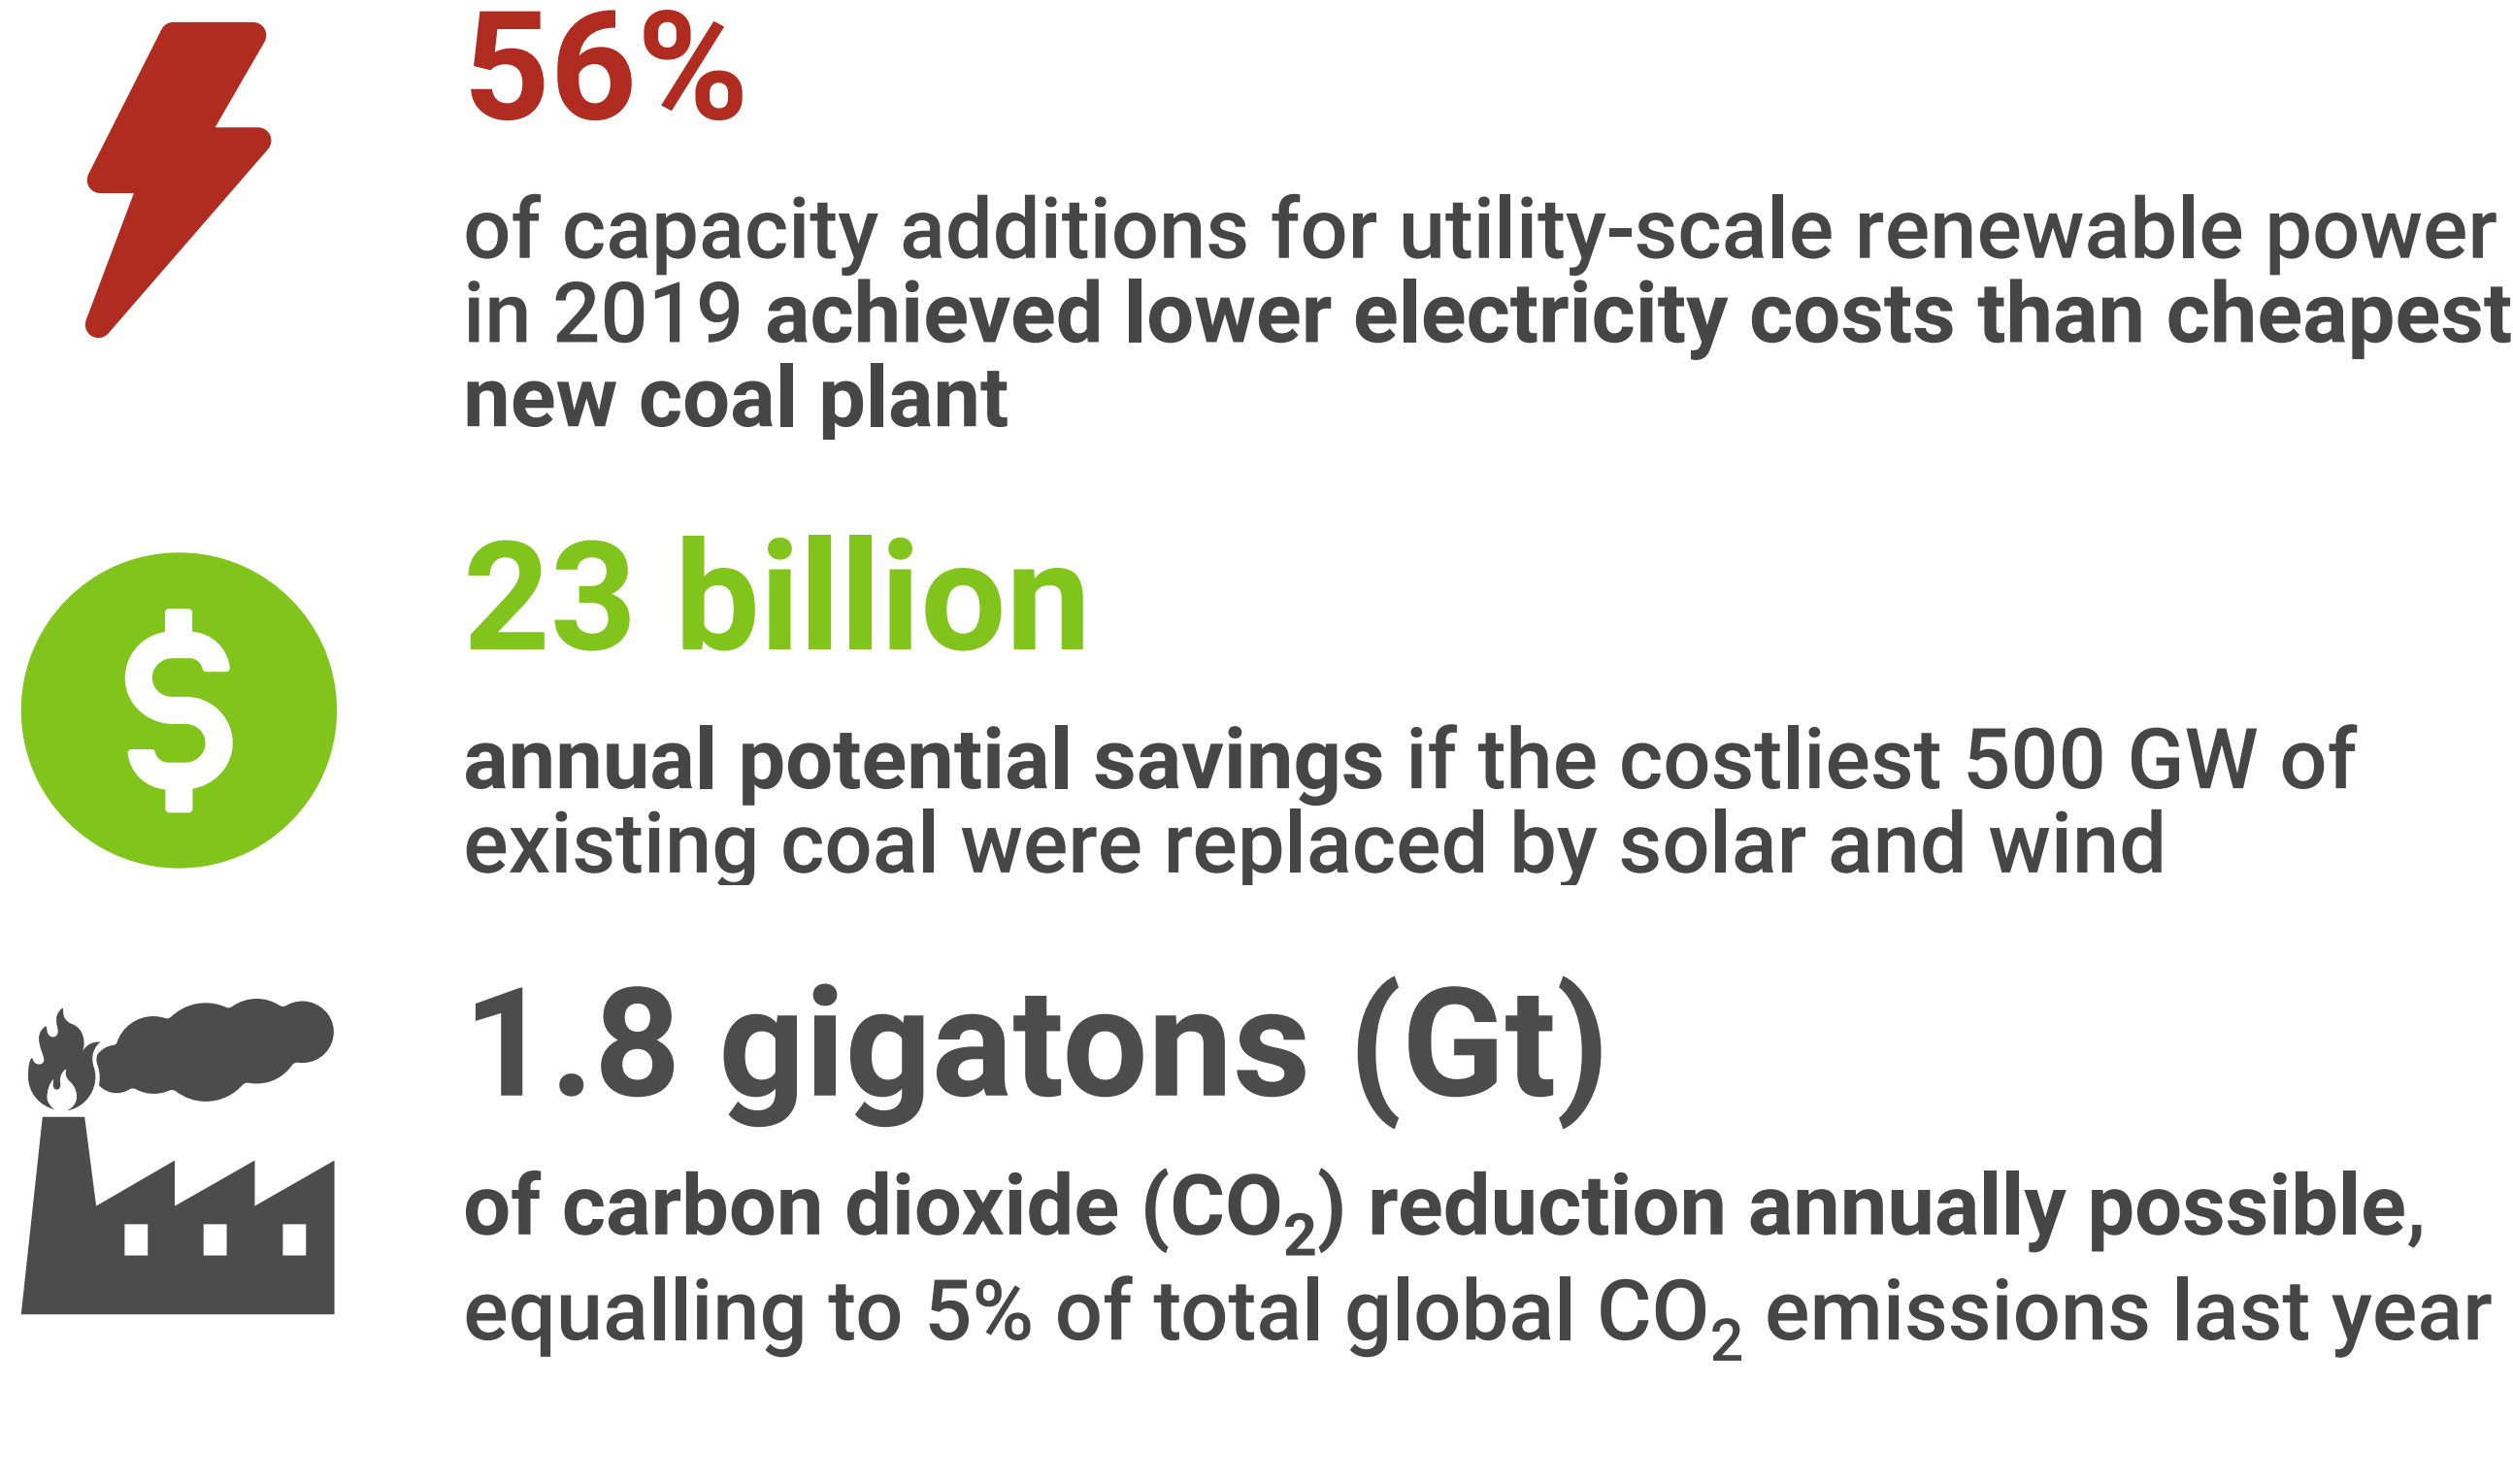 56%
of capacity additions for utility-scale renewable power
in 2019 achieved lower electricity costs than cheapest
new coal plant
$
23 billion
annual potential savings if the costliest 500 GW of
existing coal were replaced by solar and wind
1.8 gigatons (Gt)
of carbon dioxide (CO₂) reduction annually possible,
equalling to 5% of total global CO₂ emissions last year